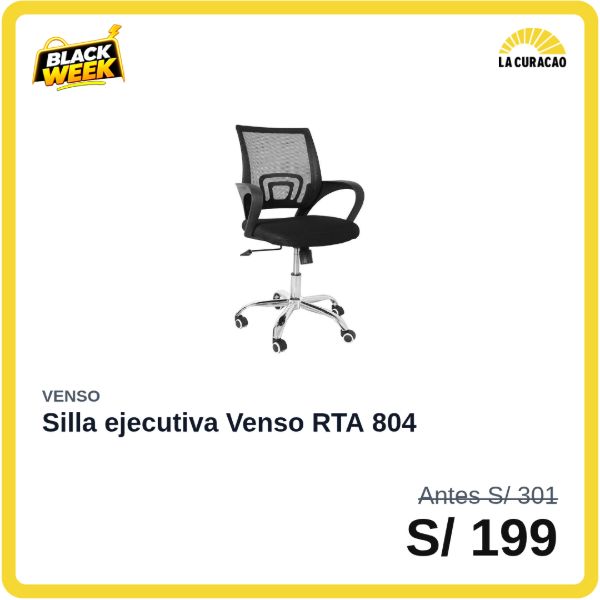 BLACK
WEEK
LA CURACAO
VENSO
Silla ejecutiva Venso RTA 804
Antes S/ 301
S/ 199